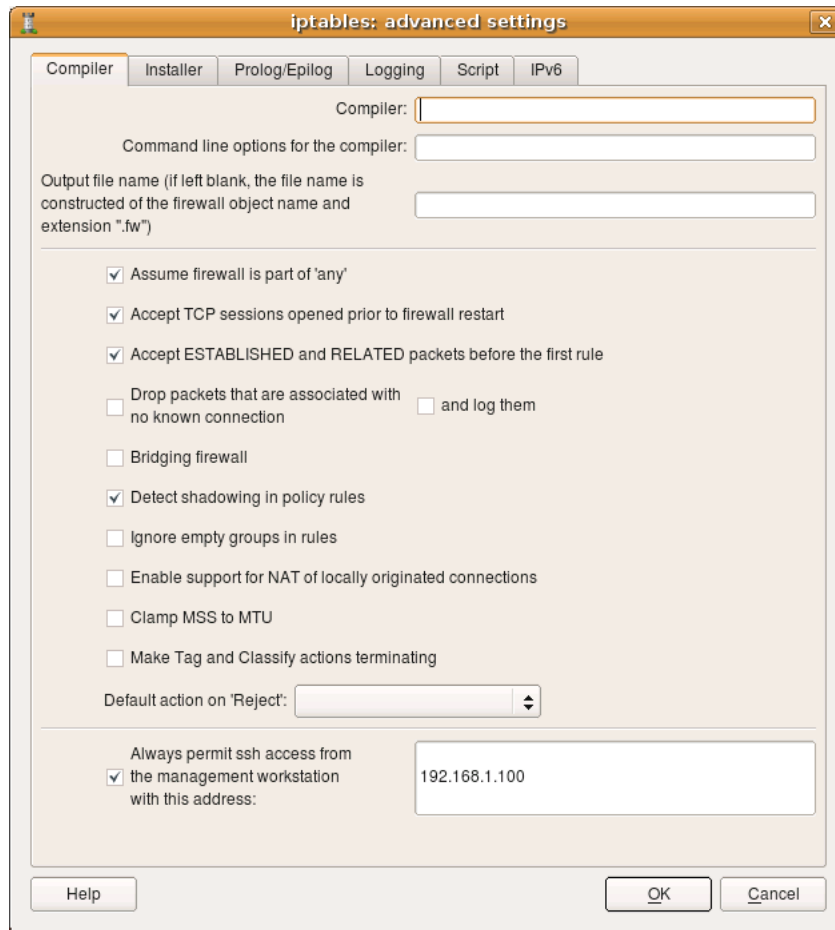 iptables: advanced settings
Compiler
Installer
Prolog/Epilog
Logging
Script
IPv6
Compiler:
Command line options for the compiler:
Output file name (if left blank, the file name is
constructed of the firewall object name and
extension ".fw")
Assume firewall is part of 'any'
Accept TCP sessions opened prior to firewall restart
Accept ESTABLISHED and RELATED packets before the first rule
Drop packets that are associated with
no known connection
and log them
Bridging firewall
Detect shadowing in policy rules
Ignore empty groups in rules
Enable support for NAT of locally originated connections
Clamp MSS to MTU
Make Tag and Classify actions terminating
Default action on 'Reject':
Always permit ssh access from
the management workstation
with this address:
192.168.1.100
Help
OK
Cancel